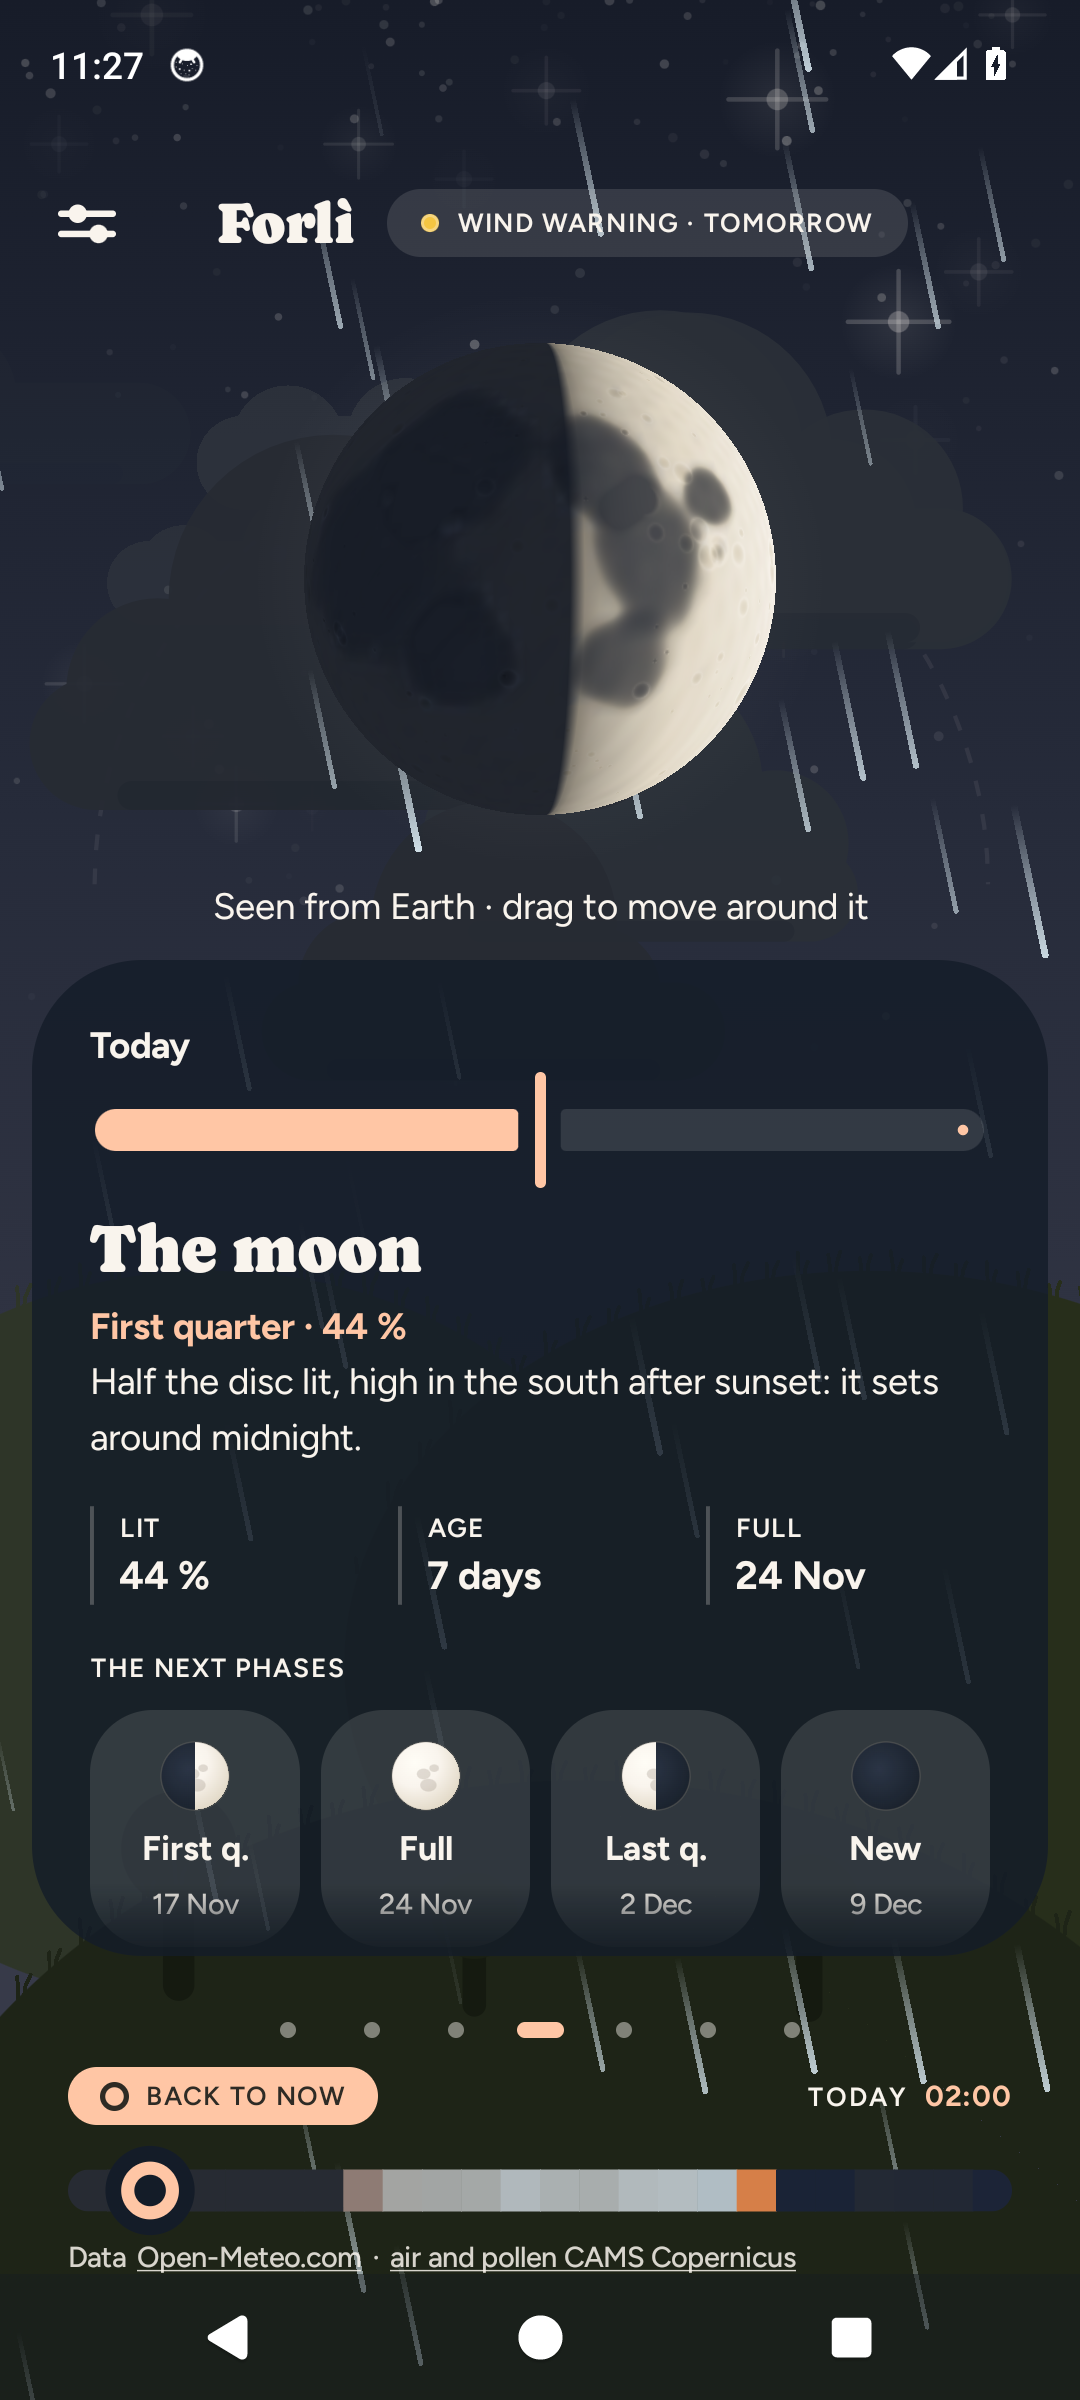 11:27
Forlì
WIND WARNING · TOMORROW
Seen from Earth · drag to move around it
Today
The moon
First quarter · 44 %
Half the disc lit, high in the south after sunset: it sets
around midnight.
LIT
44 %
AGE
7 days
FULL
24 Nov
THE NEXT PHASES
First q.
17 Nov
Full
24 Nov
Last q.
2 Dec
New
9 Dec
BACK TO NOW
TODAY 02:00
Data Open-Meteo.com · air and pollen CAMS Copernicus